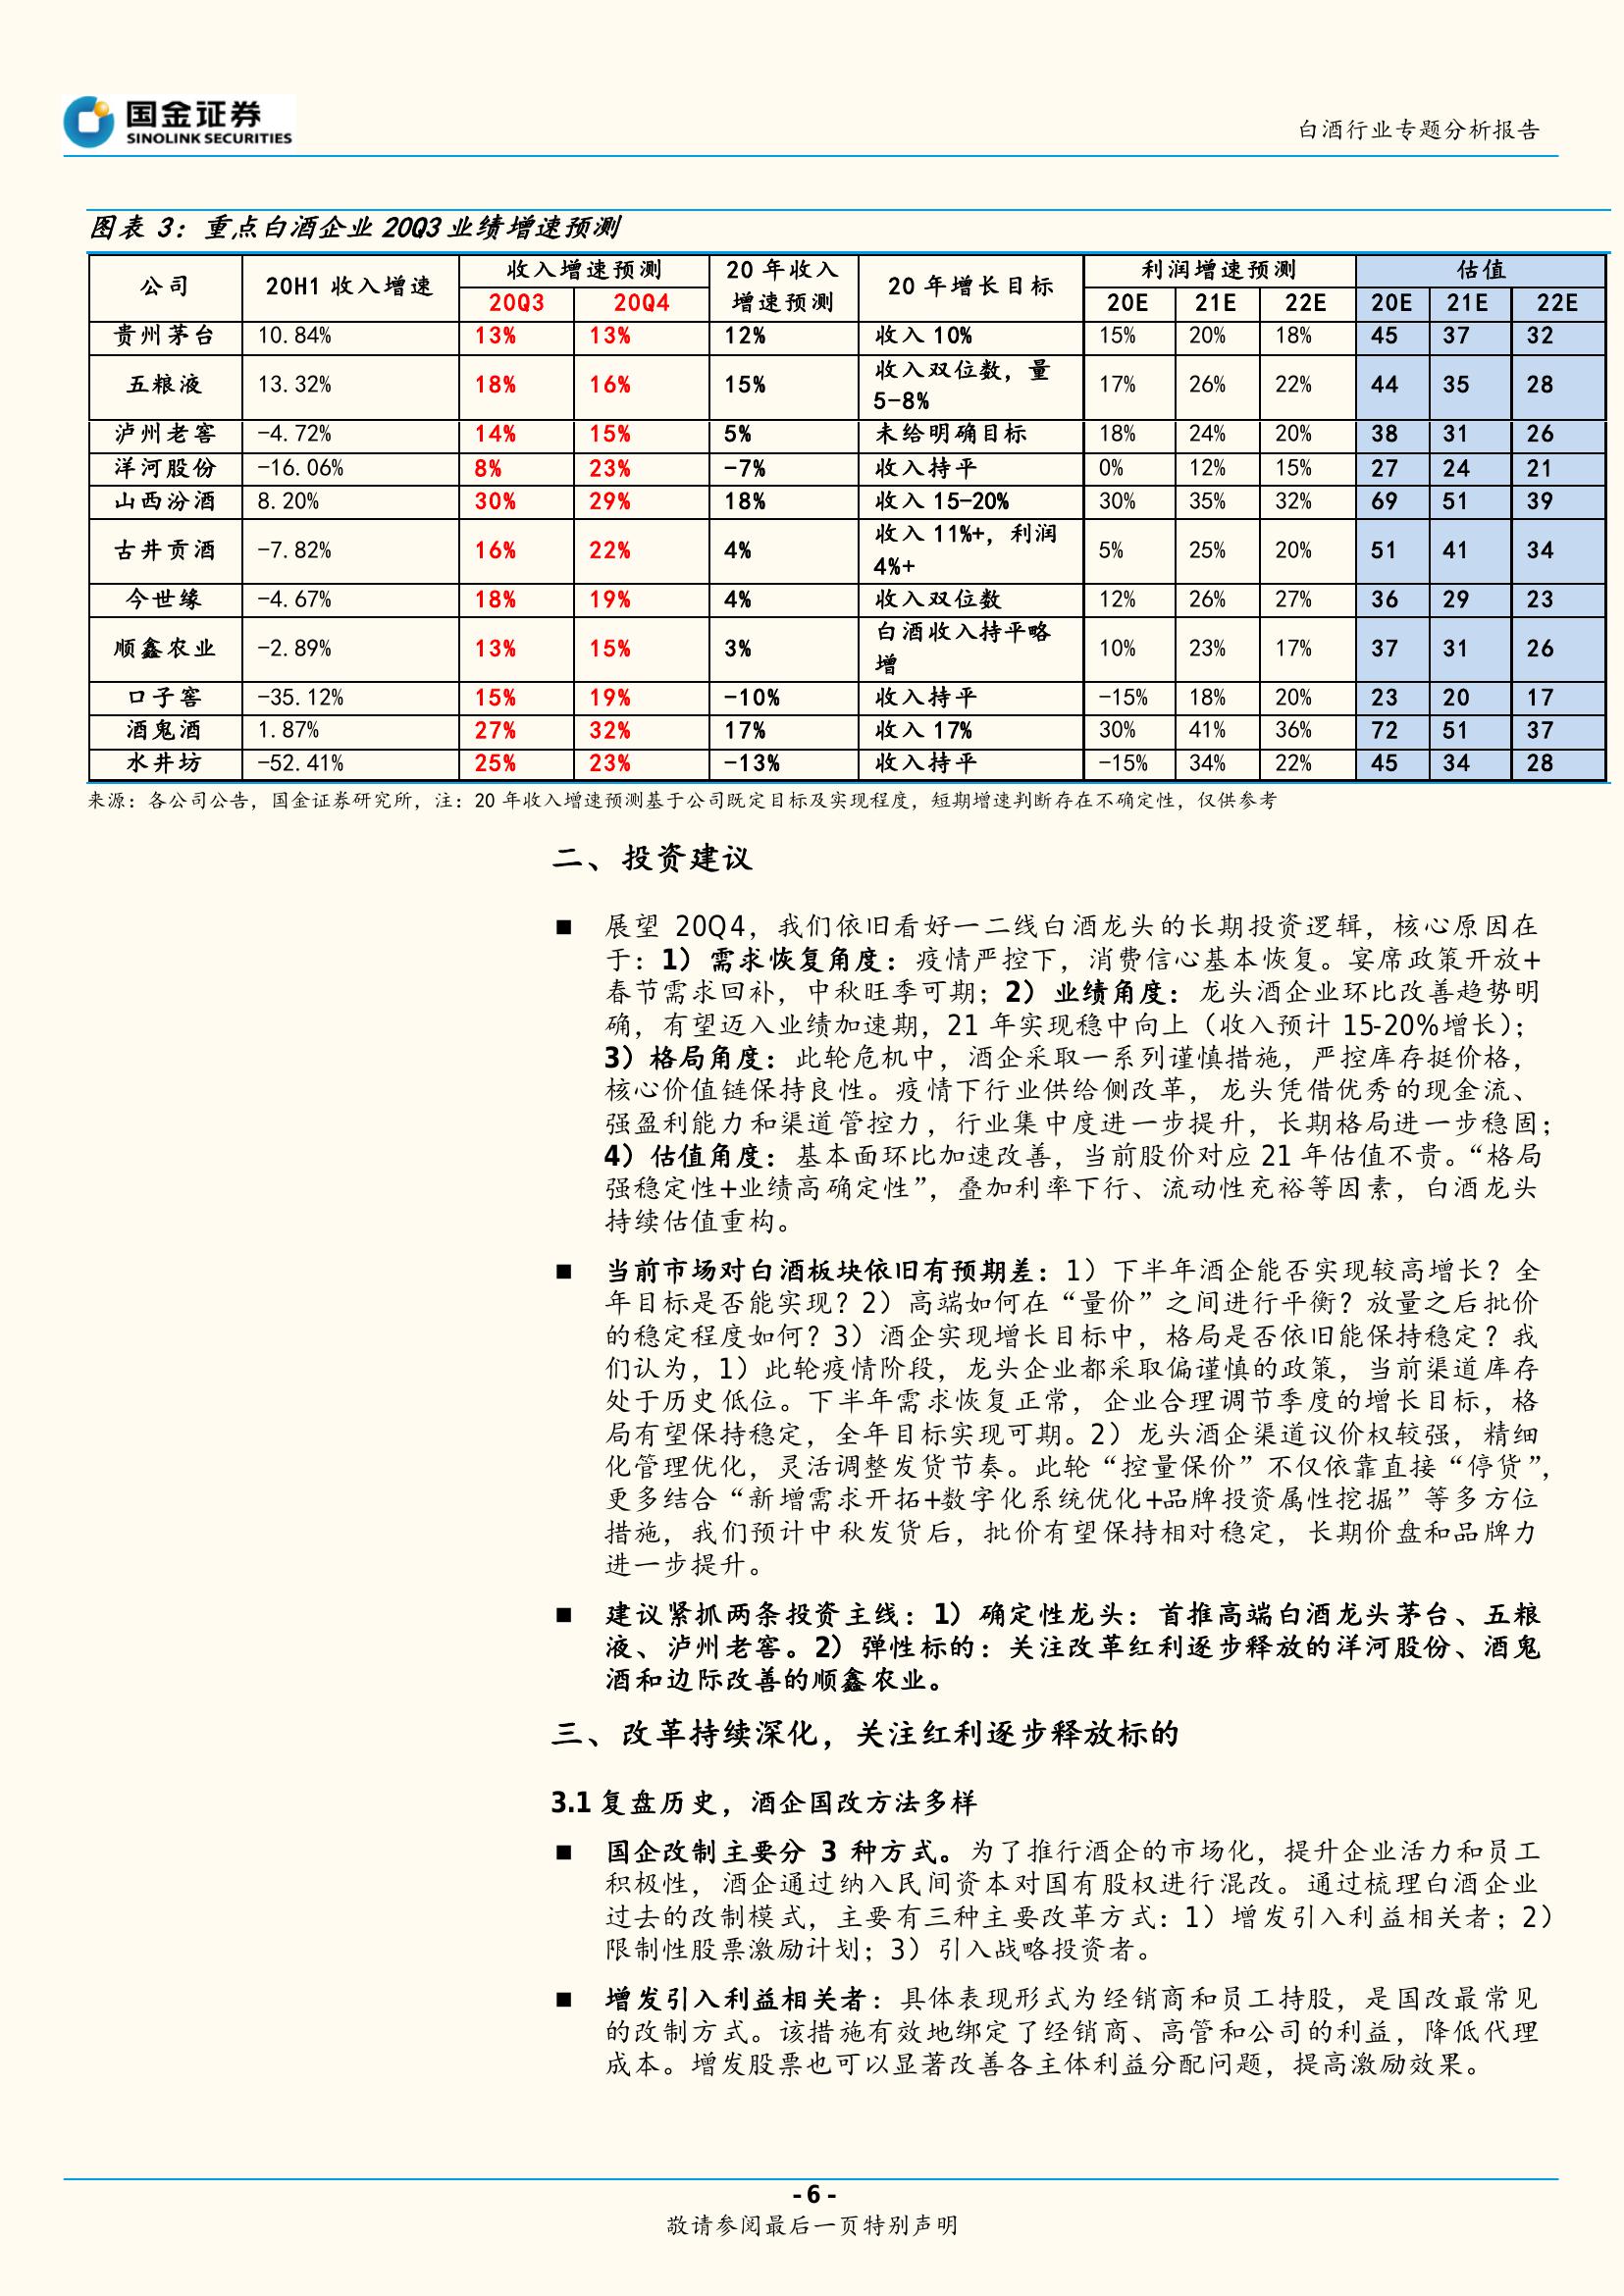 国金证券
SINOLINK SECURITIES
白酒行业专题分析报告
图表 3：重点白酒企业 20Q3 业绩增速预测
公司 20H1 收入增速 收入增速预测 20 年收入增速预测 20 年增长目标 利润增速预测 估值
20Q3 20Q4 20E 21E 22E 20E 21E 22E
贵州茅台 10.84% 13% 13% 12% 收入 10% 15% 20% 18% 45 37 32
五粮液 13.32% 18% 16% 15% 收入双位数，量 5-8% 17% 26% 22% 44 35 28
泸州老窖 -4.72% 14% 15% 5% 未给明确目标 18% 24% 20% 38 31 26
洋河股份 -16.06% 8% 23% -7% 收入持平 0% 12% 15% 27 24 21
山西汾酒 8.20% 30% 29% 18% 收入 15-20% 30% 35% 32% 69 51 39
古井贡酒 -7.82% 16% 22% 4% 收入 11%+，利润 4%+ 5% 25% 20% 51 41 34
今世缘 -4.67% 18% 19% 4% 收入双位数 12% 26% 27% 36 29 23
顺鑫农业 -2.89% 13% 15% 3% 白酒收入持平略增 10% 23% 17% 37 31 26
口子窖 -35.12% 15% 19% -10% 收入持平 -15% 18% 20% 23 20 17
酒鬼酒 1.87% 27% 32% 17% 收入 17% 30% 41% 36% 72 51 37
水井坊 -52.41% 25% 23% -13% 收入持平 -15% 34% 22% 45 34 28
来源：各公司公告，国金证券研究所，注：20 年收入增速预测基于公司既定目标及实现程度，短期增速判断存在不确定性，仅供参考
二、投资建议
■ 展望 20Q4，我们依旧看好一二线白酒龙头的长期投资逻辑，核心原因在
于：1）需求恢复角度：疫情严控下，消费信心基本恢复。宴席政策开放+
春节需求回补，中秋旺季可期；2）业绩角度：龙头酒企业环比改善趋势明
确，有望迈入业绩加速期，21 年实现稳中向上（收入预计 15-20%增长）；
3）格局角度：此轮危机中，酒企采取一系列谨慎措施，严控库存挺价格，
核心价值链保持良性。疫情下行业供给侧改革，龙头凭借优秀的现金流、
强盈利能力和渠道管控力，行业集中度进一步提升，长期格局进一步稳固；
4）估值角度：基本面环比加速改善，当前股价对应 21 年估值不贵。“格局
强稳定性+业绩高确定性”，叠加利率下行、流动性充裕等因素，白酒龙头
持续估值重构。
■ 当前市场对白酒板块依旧有预期差：1）下半年酒企能否实现较高增长？全
年目标是否能实现？2）高端如何在“量价”之间进行平衡？放量之后批价
的稳定程度如何？3）酒企实现增长目标中，格局是否依旧能保持稳定？我
们认为，1）此轮疫情阶段，龙头企业都采取偏谨慎的政策，当前渠道库存
处于历史低位。下半年需求恢复正常，企业合理调节季度的增长目标，格
局有望保持稳定，全年目标实现可期。2）龙头酒企渠道议价权较强，精细
化管理优化，灵活调整发货节奏。此轮“控量保价”不仅依靠直接“停货”，
更多结合“新增需求开拓+数字化系统优化+品牌投资属性挖掘”等多方位
措施，我们预计中秋发货后，批价有望保持相对稳定，长期价盘和品牌力
进一步提升。
■ 建议紧抓两条投资主线：1）确定性龙头：首推高端白酒龙头茅台、五粮
液、泸州老窖。2）弹性标的：关注改革红利逐步释放的洋河股份、酒鬼
酒和边际改善的顺鑫农业。
三、改革持续深化，关注红利逐步释放标的
3.1 复盘历史，酒企国改方法多样
■ 国企改制主要分 3 种方式。为了推行酒企的市场化，提升企业活力和员工
积极性，酒企通过纳入民间资本对国有股权进行混改。通过梳理白酒企业
过去的改制模式，主要有三种主要改革方式：1）增发引入利益相关者；2）
限制性股票激励计划；3）引入战略投资者。
■ 增发引入利益相关者：具体表现形式为经销商和员工持股，是国改最常见
的改制方式。该措施有效地绑定了经销商、高管和公司的利益，降低代理
成本。增发股票也可以显著改善各主体利益分配问题，提高激励效果。
- 6 -
敬请参阅最后一页特别声明